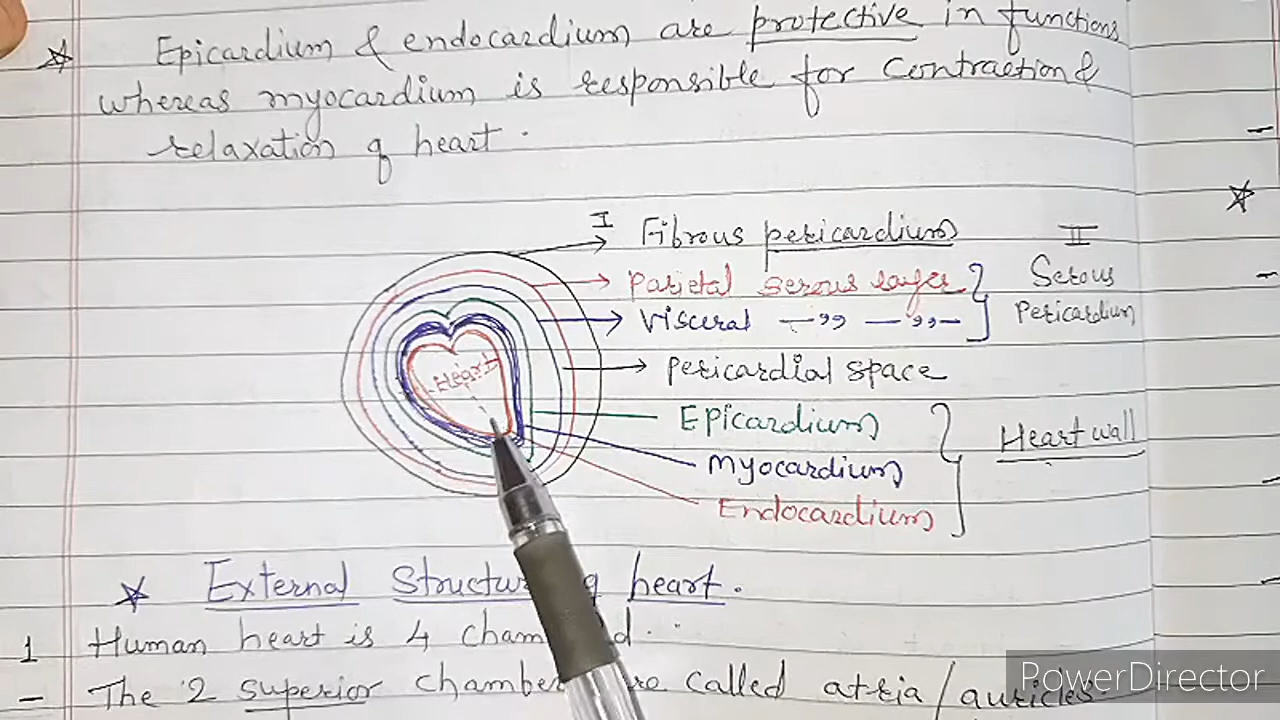 Epicardium & endocardium are protective in functions
whereas myocardium is responsible for contraction &
relaxation of heart.
I Fibrous pericardium
II
Parietal serous layer
Serous
Visceral —,,— —,,—
Pericardium
Heart
Pericardial space
Epicardium
Heart wall
Myocardium
Endocardium
External Structure of heart.
1 Human heart is 4
- The 2 superior chamber are called atria / auricles.
PowerDirector